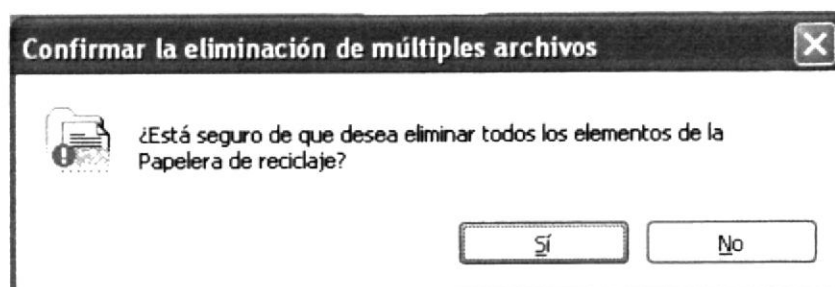 Confirmar la eliminación de múltiples archivos
¿Está seguro de que desea eliminar todos los elementos de la
Papelera de reciclaje?
Sí
No